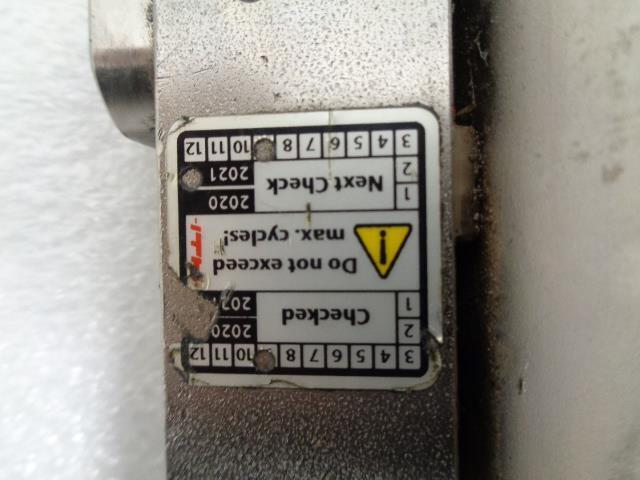 3 4 5 6 7 8 10 11 12
2 Checked 2020
1
Do not exceed
max. cycles!
1 Next Check 2020
2 2021
3 4 5 6 7 8 10 11 12